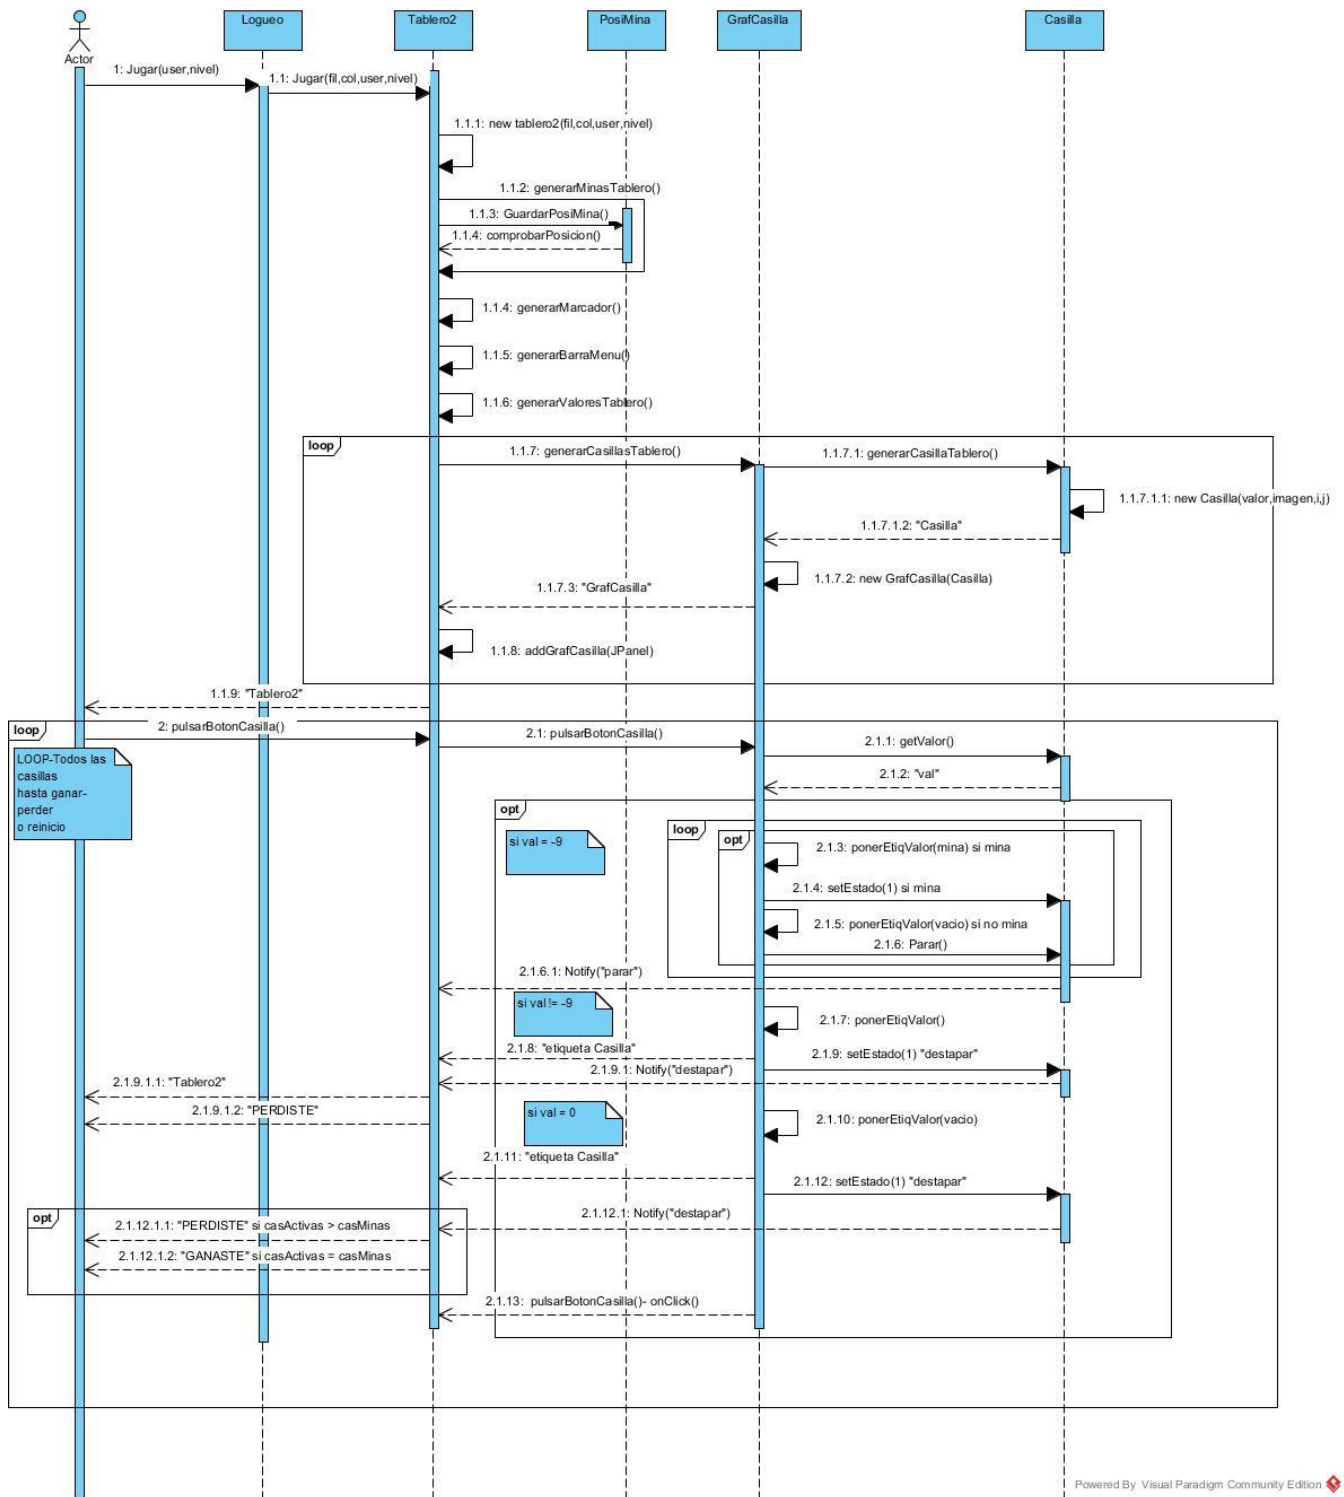 Logueo
Tablero2
PosiMina
GrafCasilla
Casilla
Actor
1: Jugar(user,nivel)
1.1: Jugar(fil,col,user,nivel)
1.1.1: new tablero2(fil,col,user,nivel)
1.1.2: generarMinasTablero()
1.1.3: GuardarPosiMina()
1.1.4: comprobarPosicion()
1.1.4: generarMarcador()
1.1.5: generarBarraMenu()
1.1.6: generarValoresTablero()
loop
1.1.7: generarCasillasTablero()
1.1.7.1: generarCasillaTablero()
1.1.7.1.1: new Casilla(valor,imagen,i,j)
1.1.7.1.2: "Casilla"
1.1.7.2: new GrafCasilla(Casilla)
1.1.7.3: "GrafCasilla"
1.1.8: addGrafCasilla(JPanel)
1.1.9: "Tablero2"
loop
2: pulsarBotonCasilla()
2.1: pulsarBotonCasilla()
2.1.1: getValor()
LOOP-Todos las
casillas
hasta ganar-
perder
o reinicio
2.1.2: "val"
opt
loop
opt
si val = -9
2.1.3: ponerEtiqValor(mina) si mina
2.1.4: setEstado(1) si mina
2.1.5: ponerEtiqValor(vacio) si no mina
2.1.6: Parar()
2.1.6.1: Notify("parar")
si val != -9
2.1.7: ponerEtiqValor()
2.1.8: "etiqueta Casilla"
2.1.9: setEstado(1) "destapar"
2.1.9.1: Notify("destapar")
2.1.9.1.1: "Tablero2"
2.1.9.1.2: "PERDISTE"
si val = 0
2.1.10: ponerEtiqValor(vacio)
2.1.11: "etiqueta Casilla"
2.1.12: setEstado(1) "destapar"
2.1.12.1: Notify("destapar")
opt
2.1.12.1.1: "PERDISTE" si casActivas > casMinas
2.1.12.1.2: "GANASTE" si casActivas = casMinas
2.1.13: pulsarBotonCasilla()- onClick()
Powered By Visual Paradigm Community Edition